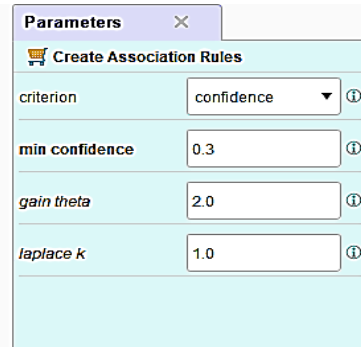 Parameters
Create Association Rules
criterion confidence
min confidence 0.3
gain theta 2.0
laplace k 1.0